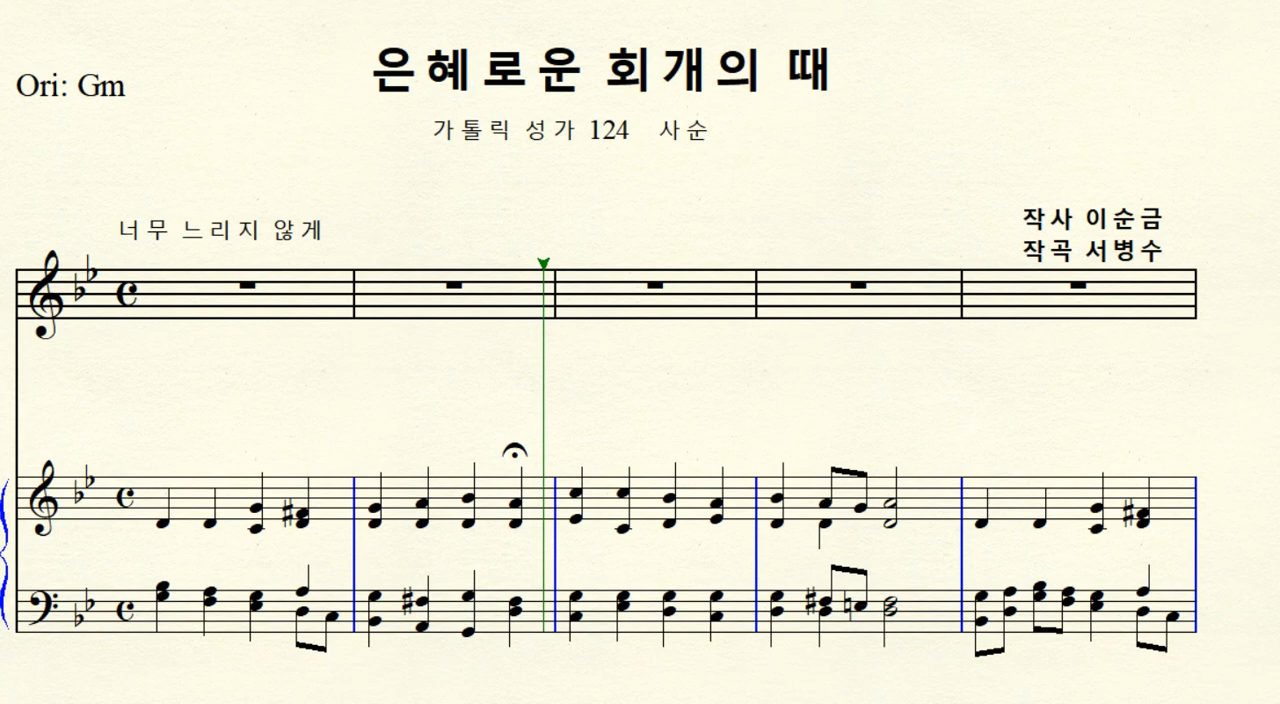 은혜로운 회개의 때
Ori: Gm
가톨릭 성가 124 사순
너무 느리지 않게
작사 이순금
작곡 서병수